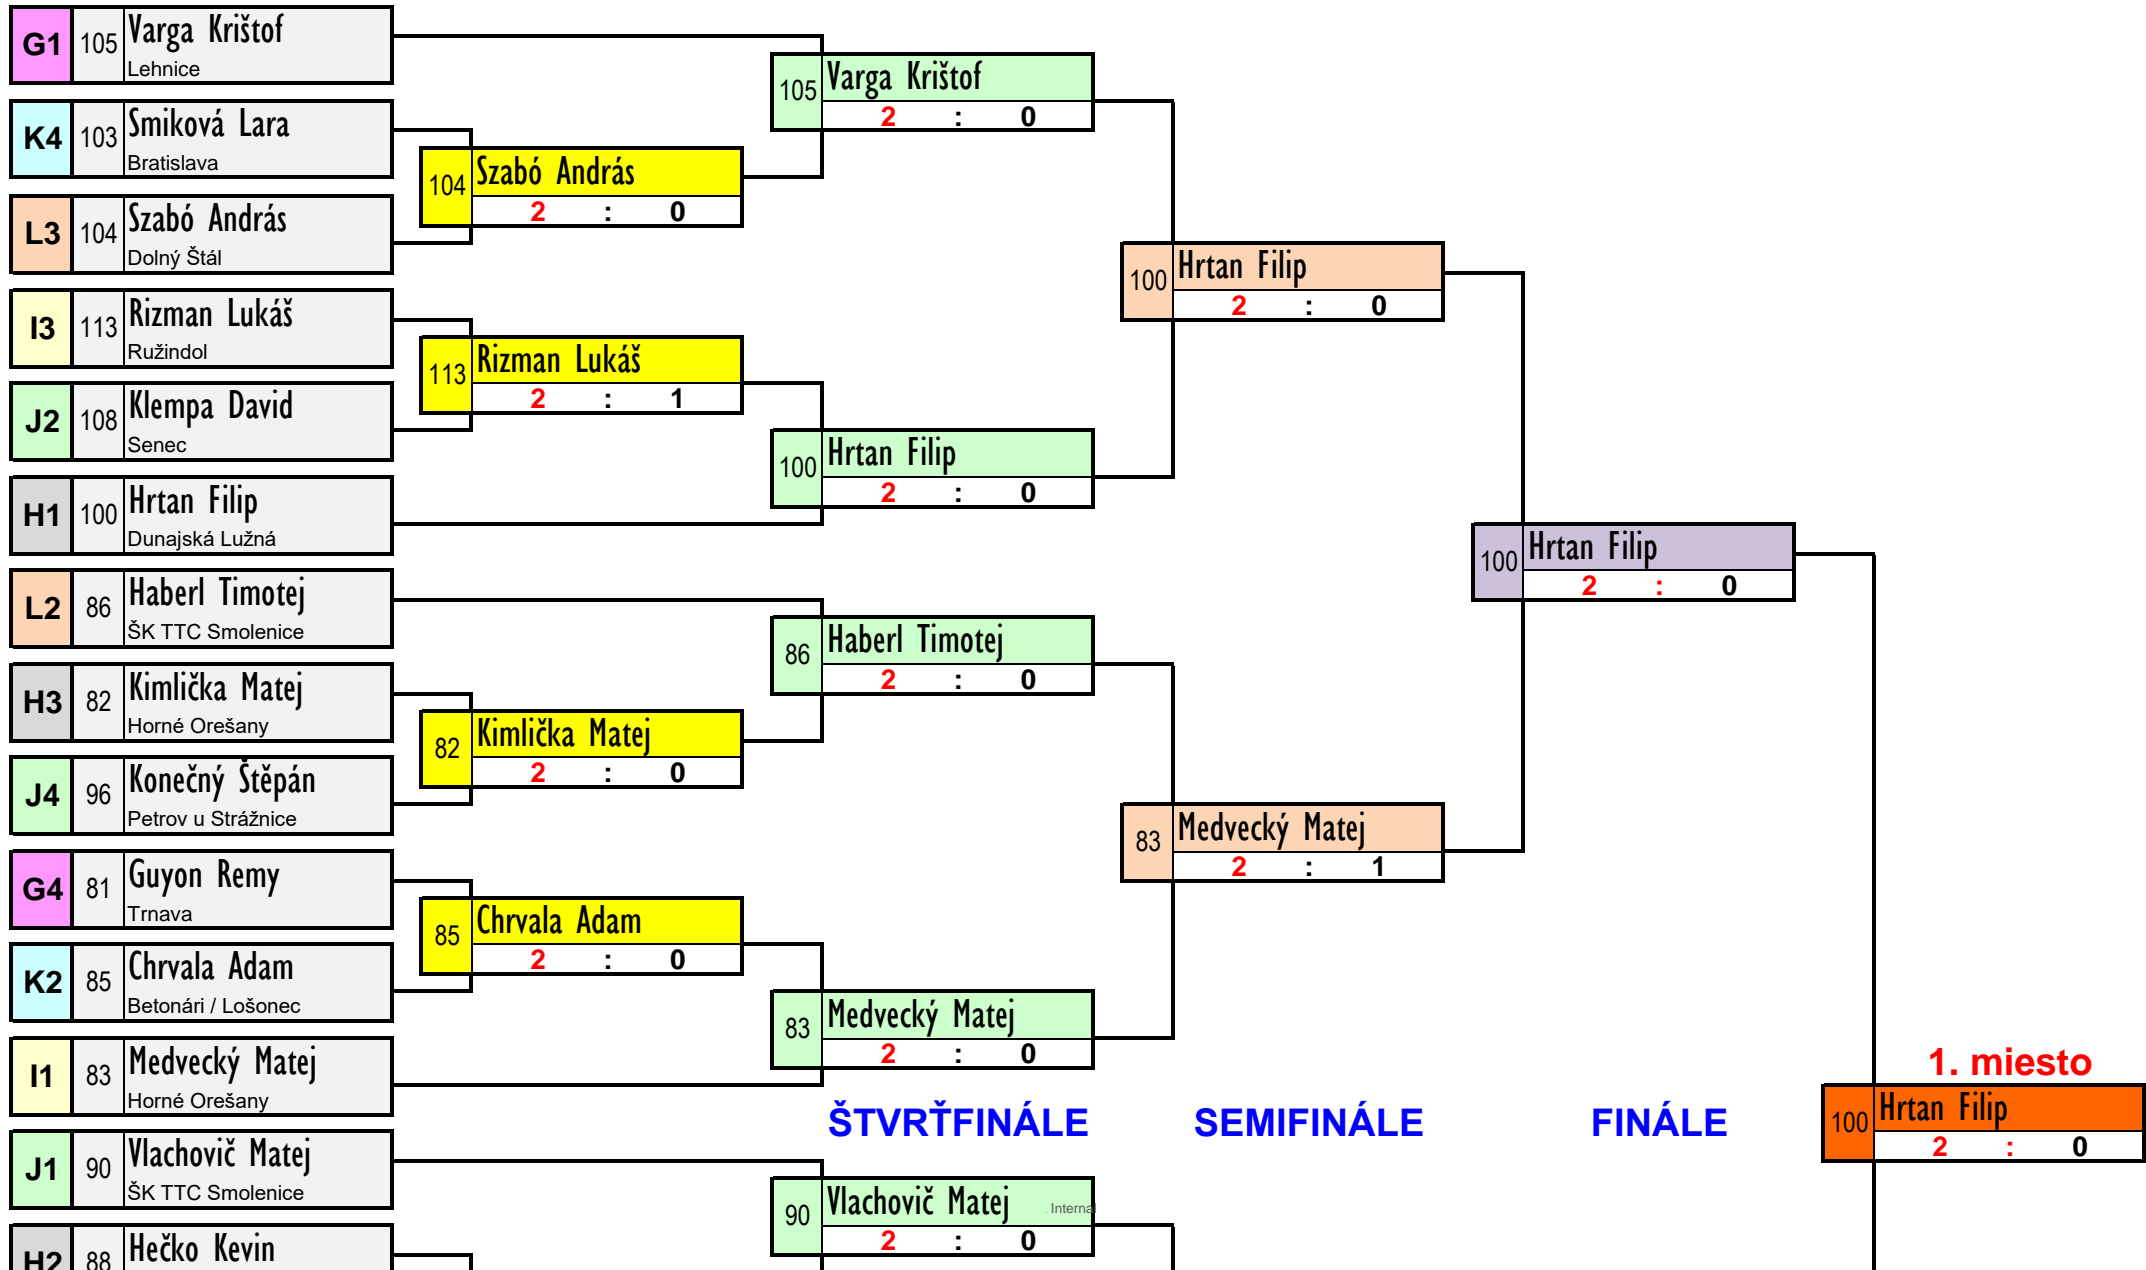 G1 105 Varga Krištof
Lehnice
105 Varga Krištof
2 : 0
K4 103 Smiková Lara
Bratislava
104 Szabó András
2 : 0
L3 104 Szabó András
Dolný Štál
100 Hrtan Filip
2 : 0
I3 113 Rizman Lukáš
Ružindol
113 Rizman Lukáš
2 : 1
J2 108 Klempa David
Senec
100 Hrtan Filip
2 : 0
H1 100 Hrtan Filip
Dunajská Lužná
100 Hrtan Filip
2 : 0
L2 86 Haberl Timotej
ŠK TTC Smolenice
86 Haberl Timotej
2 : 0
H3 82 Kimlička Matej
Horné Orešany
82 Kimlička Matej
2 : 0
J4 96 Konečný Štěpán
Petrov u Strážnice
83 Medvecký Matej
2 : 1
G4 81 Guyon Remy
Trnava
85 Chrvala Adam
2 : 0
K2 85 Chrvala Adam
Betonári / Lošonec
83 Medvecký Matej
2 : 0
I1 83 Medvecký Matej
Horné Orešany
1. miesto
ŠTVRŤFINÁLE SEMIFINÁLE FINÁLE
100 Hrtan Filip
2 : 0
J1 90 Vlachovič Matej
ŠK TTC Smolenice
90 Vlachovič Matej
. Internal
2 : 0
H2 88 Hečko Kevin